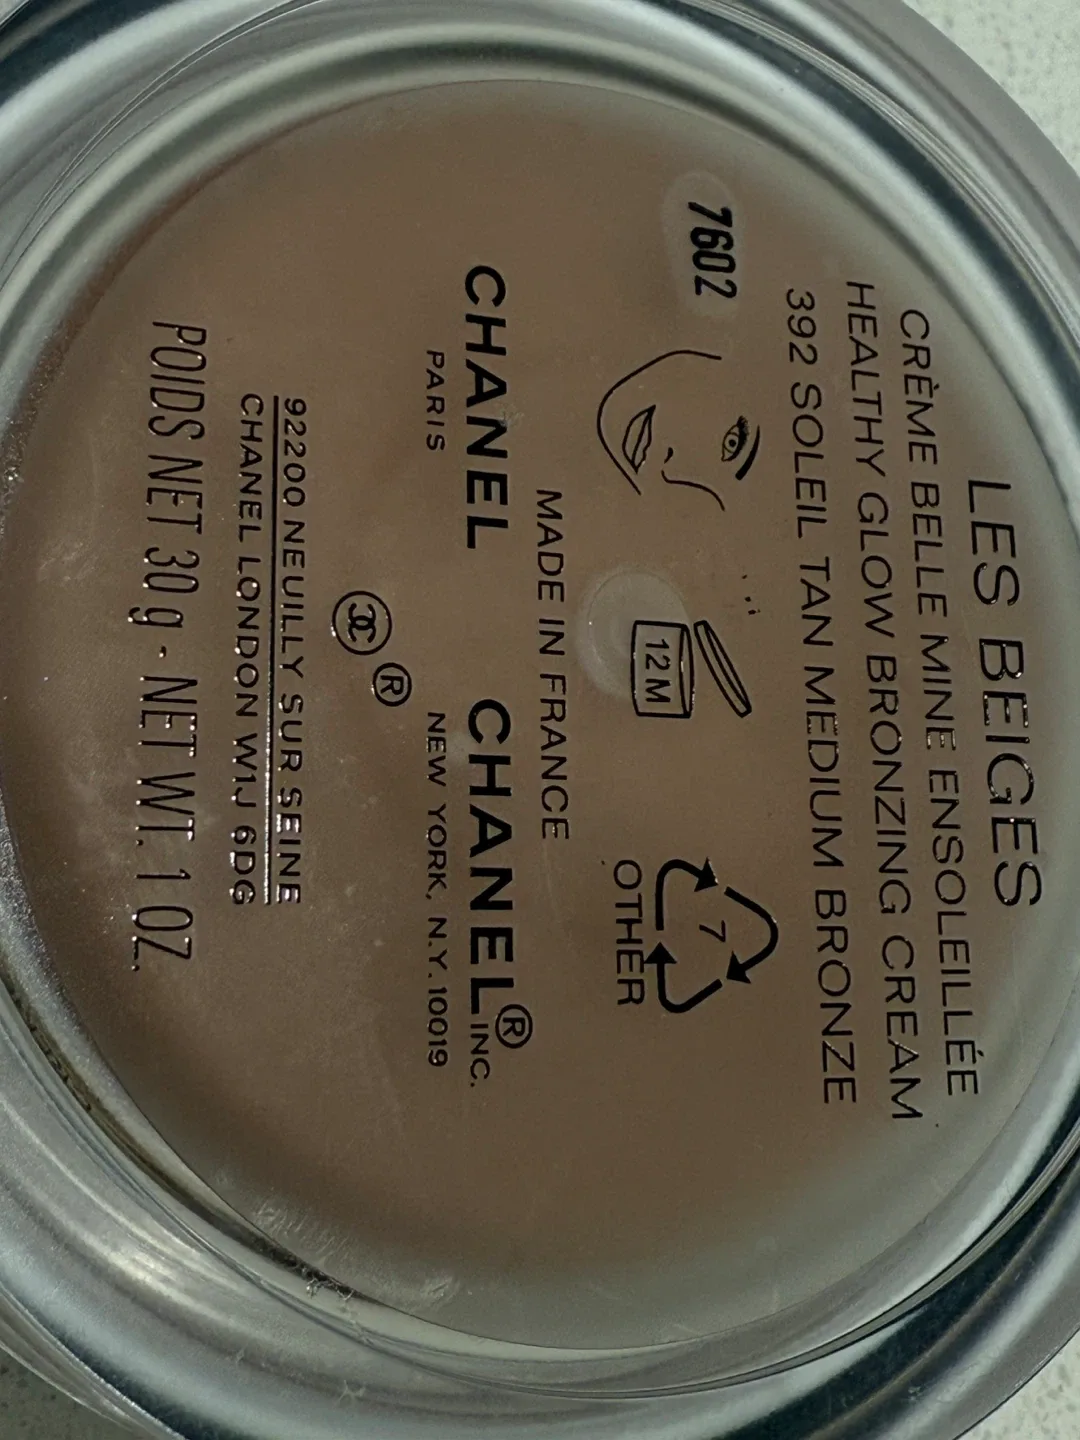 LES BEIGES
CRÈME BELLE MINE ENSOLEILLÉE
HEALTHY GLOW BRONZING CREAM
392 SOLEIL TAN MEDIUM BRONZE
7602
12 M
7
OTHER
MADE IN FRANCE
CHANEL
PARIS
CHANEL® INC.
NEW YORK, N.Y. 10019
®
92200 NEUILLY SUR SEINE
CHANEL LONDON W1J 6DG
POIDS NET 30 g - NET WT. 1 OZ.